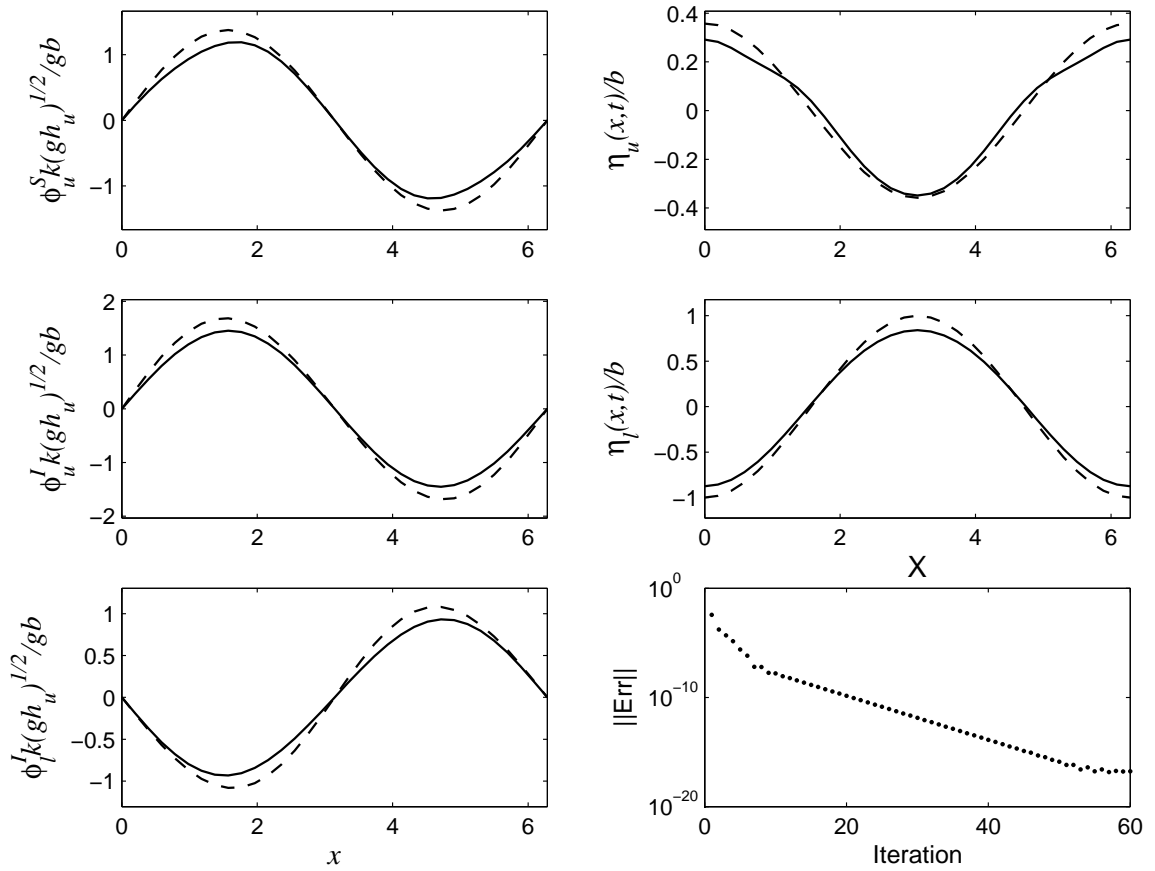 1
0
−1
0 2 4 6
ϕ_u^S k(gh_u)^{1/2}/gb
0.4
0.2
0
−0.2
−0.4
0 2 4 6
η_u(x,t)/b
2
1
0
−1
−2
0 2 4 6
ϕ_u^I k(gh_u)^{1/2}/gb
1
0.5
0
−0.5
−1
0 2 4 6
η_l(x,t)/b
X
1
0.5
0
−0.5
−1
0 2 4 6
ϕ_l^I k(gh_u)^{1/2}/gb
x
10^0
10^{−10}
10^{−20}
0 20 40 60
||Err||
Iteration